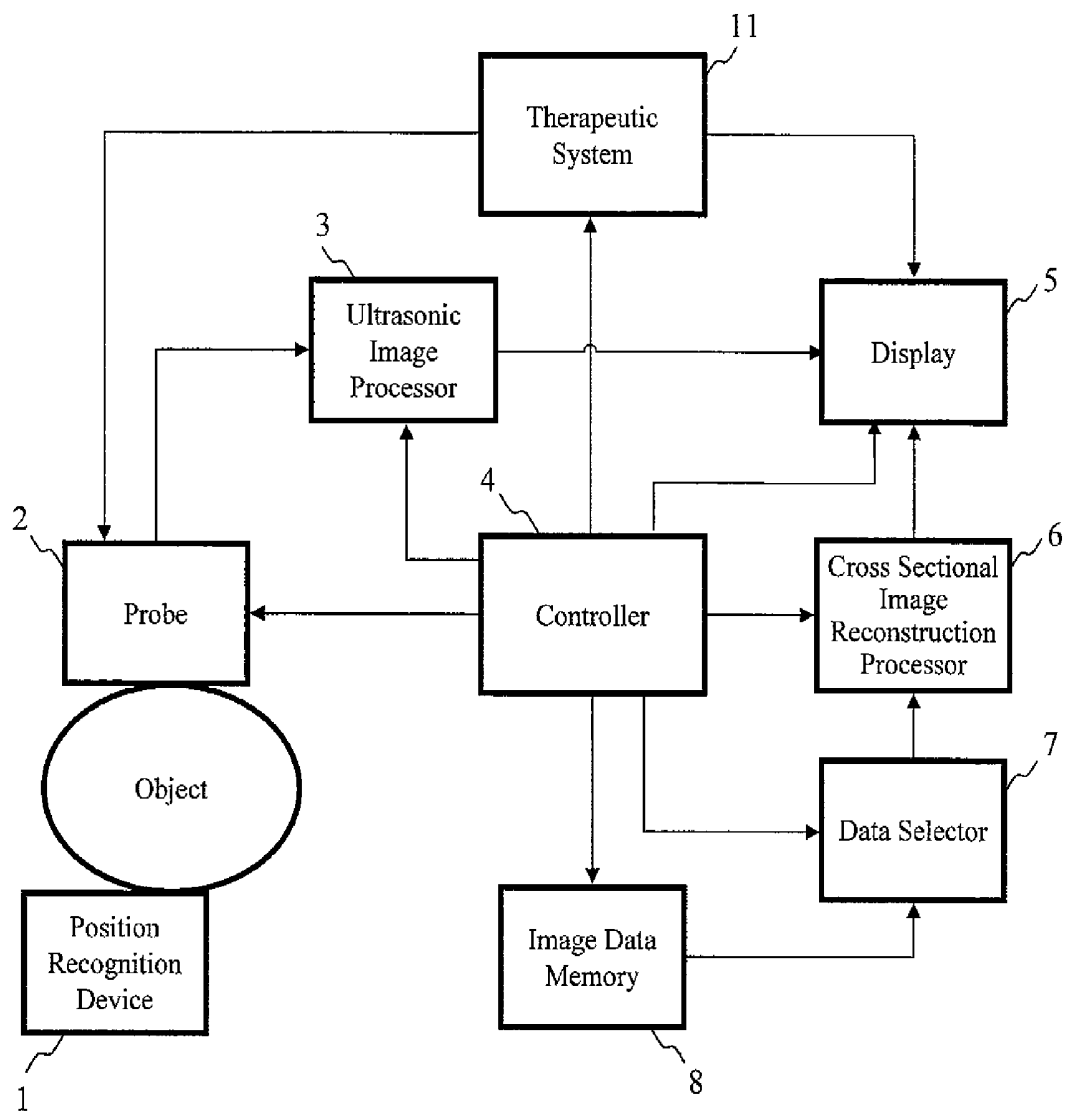 11
Therapeutic
System
3
Ultrasonic
Image
Processor
5
Display
2
Probe
4
Controller
6
Cross Sectional
Image
Reconstruction
Processor
Object
7
Data Selector
Position
Recognition
Device
1
Image Data
Memory
8